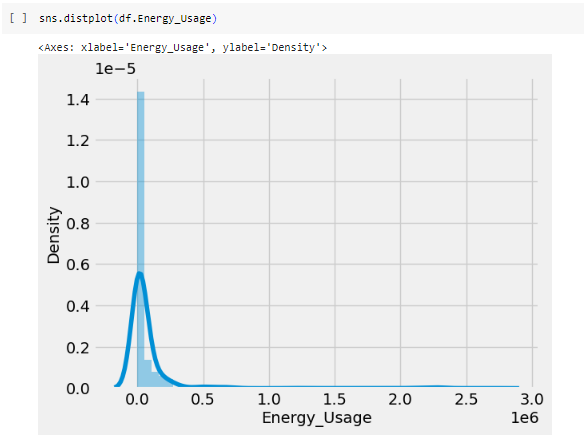 [ ] sns.distplot(df.Energy_Usage)
<Axes: xlabel='Energy_Usage', ylabel='Density'>
1e−5
1.4
1.2
1.0
0.8
0.6
0.4
0.2
0.0
Density
0.0 0.5 1.0 1.5 2.0 2.5 3.0
Energy_Usage
1e6